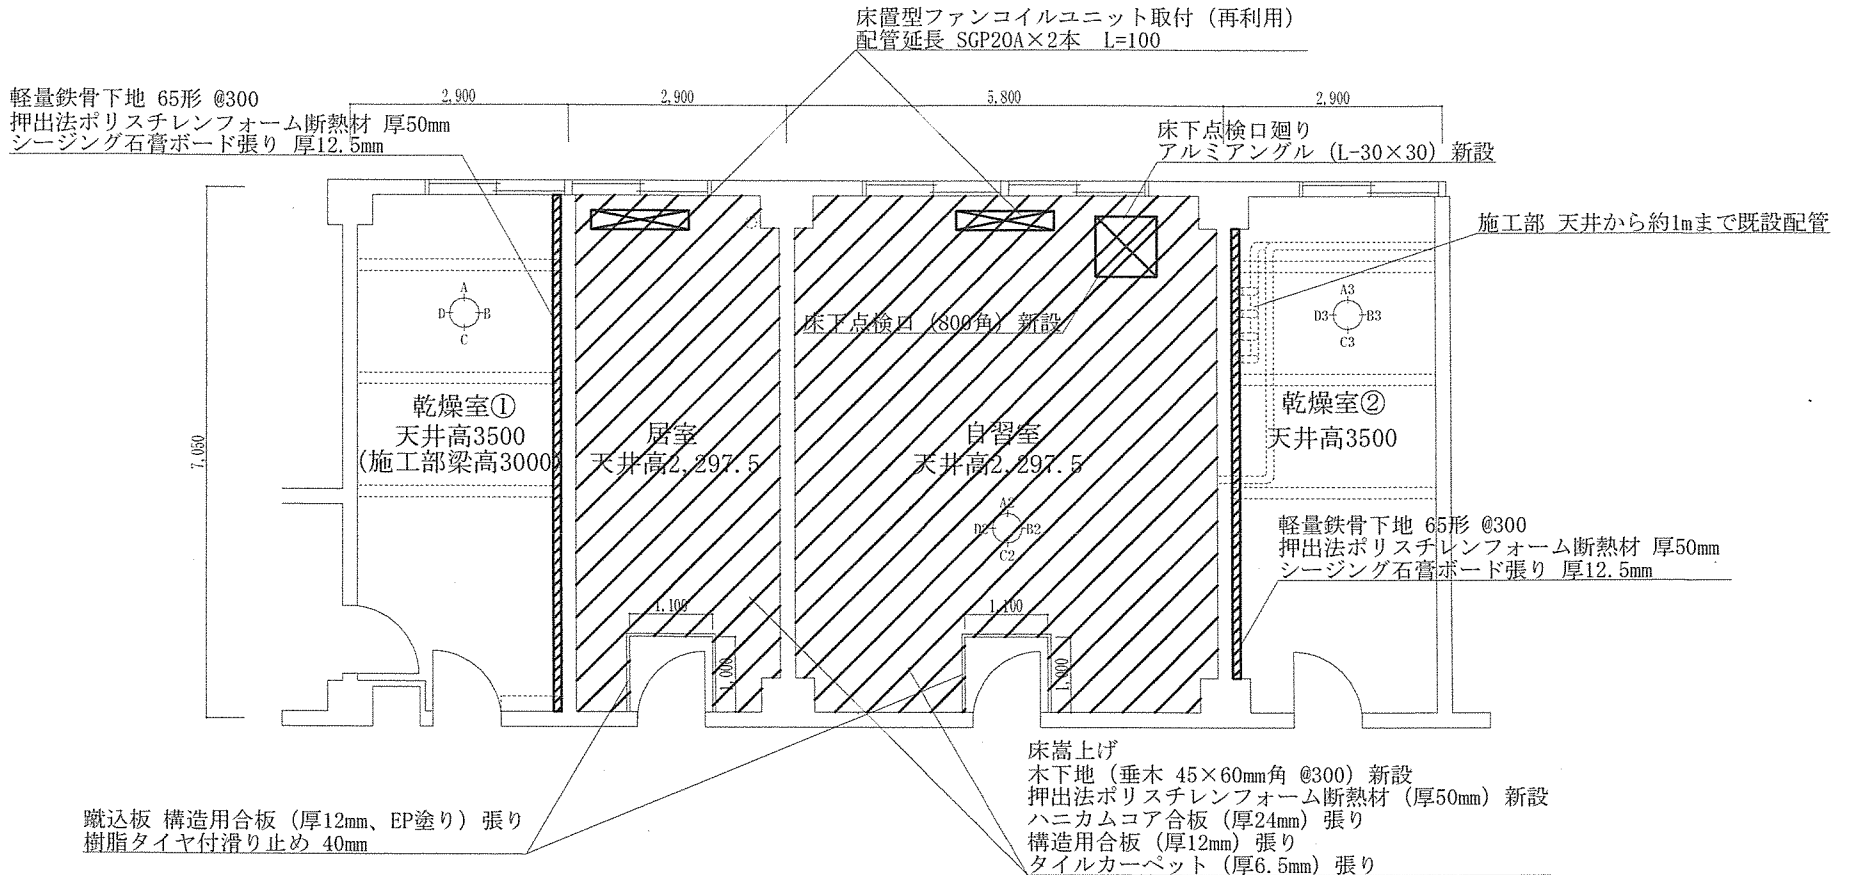 床置型ファンコイルユニット取付（再利用）
配管延長 SGP20A×2本　L=100
軽量鉄骨下地 65形 @300
押出法ポリスチレンフォーム断熱材 厚50mm
シージング石膏ボード張り 厚12.5mm
2,900
2,900
5,800
2,900
床下点検口廻り
アルミアングル（L-30×30）新設
施工部 天井から約1mまで既設配管
7,050
A
D B
C
床下点検口（800角）新設
A3
D3 B3
C3
乾燥室①
天井高3500
(施工部梁高3000)
居室
天井高2,297.5
自習室
天井高2,297.5
乾燥室②
天井高3500
A2
D2 B2
C2
軽量鉄骨下地 65形 @300
押出法ポリスチレンフォーム断熱材 厚50mm
シージング石膏ボード張り 厚12.5mm
1,100
1,000
1,100
1,000
蹴込板 構造用合板（厚12mm、EP塗り）張り
樹脂タイヤ付滑り止め 40mm
床嵩上げ
木下地（垂木 45×60mm角 @300）新設
押出法ポリスチレンフォーム断熱材（厚50mm）新設
ハニカムコア合板（厚24mm）張り
構造用合板（厚12mm）張り
タイルカーペット（厚6.5mm）張り